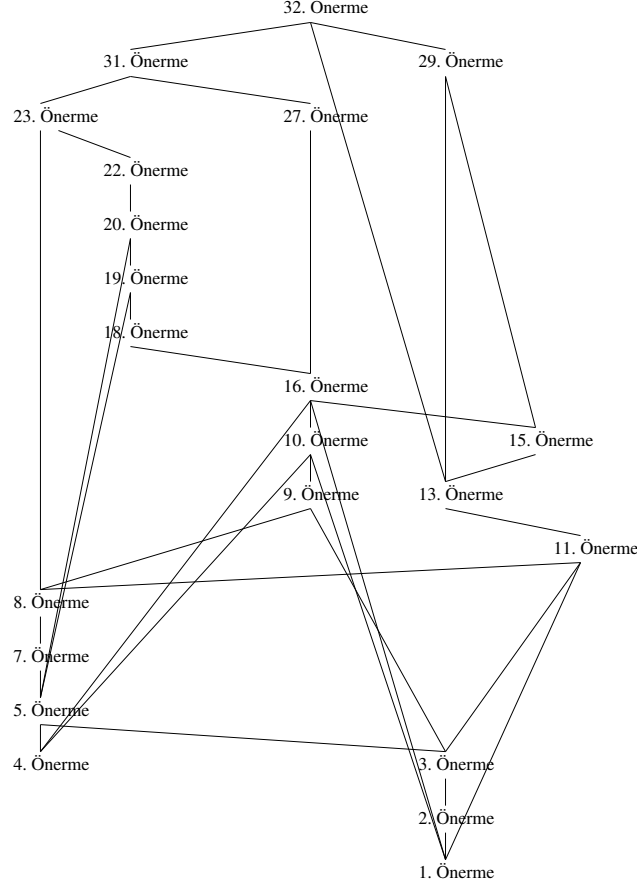 32. Önerme
31. Önerme
29. Önerme
23. Önerme
27. Önerme
22. Önerme
20. Önerme
19. Önerme
18. Önerme
16. Önerme
10. Önerme
15. Önerme
9. Önerme
13. Önerme
11. Önerme
8. Önerme
7. Önerme
5. Önerme
4. Önerme
3. Önerme
2. Önerme
1. Önerme